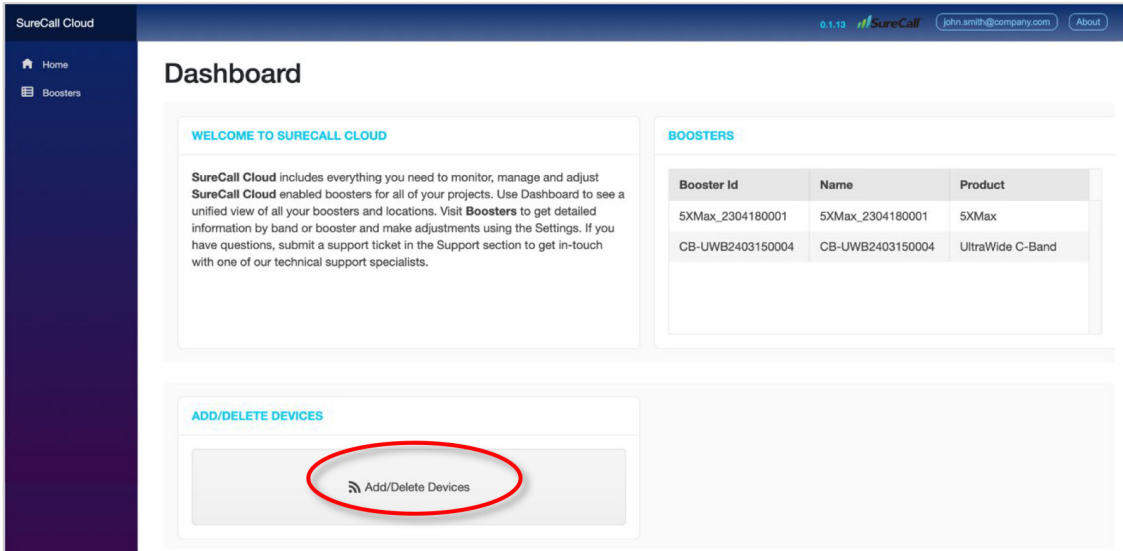 SureCall Cloud
0.1.13
SureCall
john.smith@company.com
About
Home
Boosters
Dashboard
WELCOME TO SURECALL CLOUD
SureCall Cloud includes everything you need to monitor, manage and adjust
SureCall Cloud enabled boosters for all of your projects. Use Dashboard to see a
unified view of all your boosters and locations. Visit Boosters to get detailed
information by band or booster and make adjustments using the Settings. If you
have questions, submit a support ticket in the Support section to get in-touch
with one of our technical support specialists.
BOOSTERS
Booster Id Name Product
5XMax_2304180001 5XMax_2304180001 5XMax
CB-UWB2403150004 CB-UWB2403150004 UltraWide C-Band
ADD/DELETE DEVICES
Add/Delete Devices